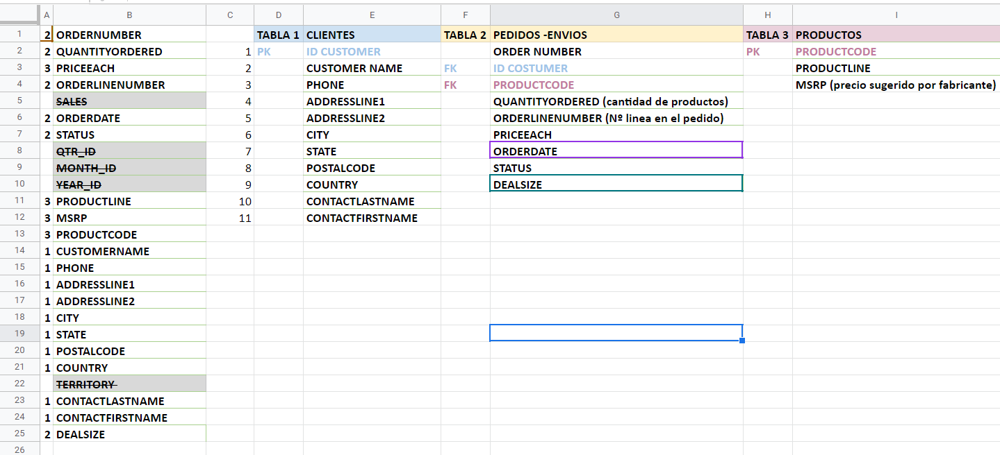 A B C D E F G H I
1 2 ORDERNUMBER TABLA 1 CLIENTES TABLA 2 PEDIDOS -ENVIOS TABLA 3 PRODUCTOS
2 2 QUANTITYORDERED 1 PK ID CUSTOMER ORDER NUMBER PK PRODUCTCODE
3 3 PRICEEACH 2 CUSTOMER NAME FK ID COSTUMER PRODUCTLINE
4 2 ORDERLINENUMBER 3 PHONE FK PRODUCTCODE MSRP (precio sugerido por fabricante)
5 SALES 4 ADDRESSLINE1 QUANTITYORDERED (cantidad de productos)
6 2 ORDERDATE 5 ADDRESSLINE2 ORDERLINENUMBER (Nº linea en el pedido)
7 2 STATUS 6 CITY PRICEEACH
8 QTR_ID 7 STATE ORDERDATE
9 MONTH_ID 8 POSTALCODE STATUS
10 YEAR_ID 9 COUNTRY DEALSIZE
11 3 PRODUCTLINE 10 CONTACTLASTNAME
12 3 MSRP 11 CONTACTFIRSTNAME
13 3 PRODUCTCODE
14 1 CUSTOMERNAME
15 1 PHONE
16 1 ADDRESSLINE1
17 1 ADDRESSLINE2
18 1 CITY
19 1 STATE
20 1 POSTALCODE
21 1 COUNTRY
22 TERRITORY
23 1 CONTACTLASTNAME
24 1 CONTACTFIRSTNAME
25 2 DEALSIZE
26